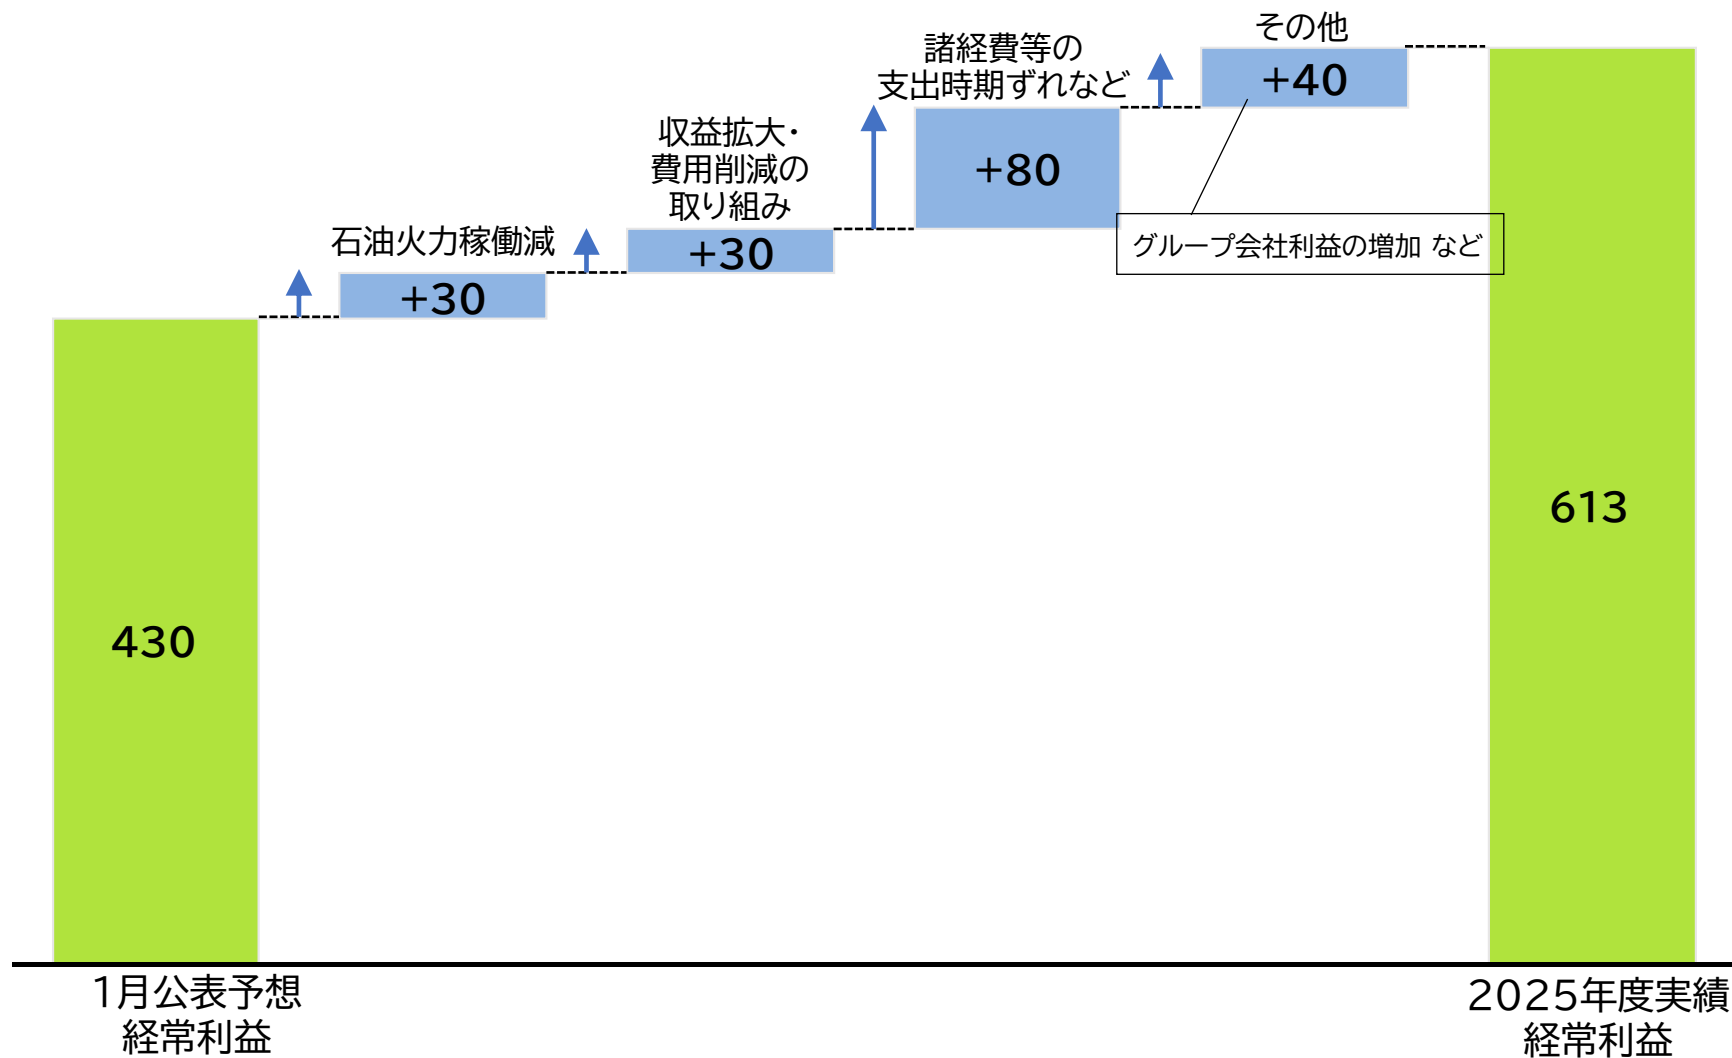 その他
+40
諸経費等の
支出時期ずれなど
+80
収益拡大・
費用削減の
取り組み
+30
石油火力稼働減
+30
グループ会社利益の増加 など
430
613
1月公表予想
経常利益
2025年度実績
経常利益